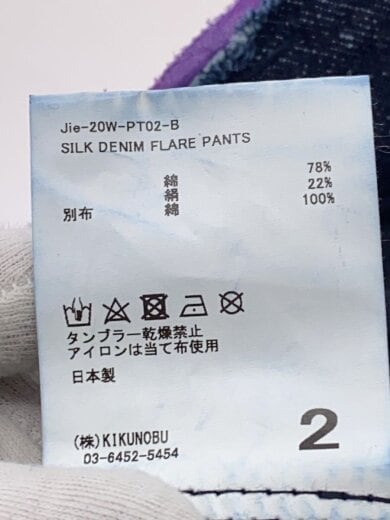 Jie-20W-PT02-B
SILK DENIM FLARE PANTS
綿 78%
絹 22%
別布 綿 100%
タンブラー乾燥禁止
アイロンは当て布使用
日本製
(株)KIKUNOBU
03-6452-5454
2